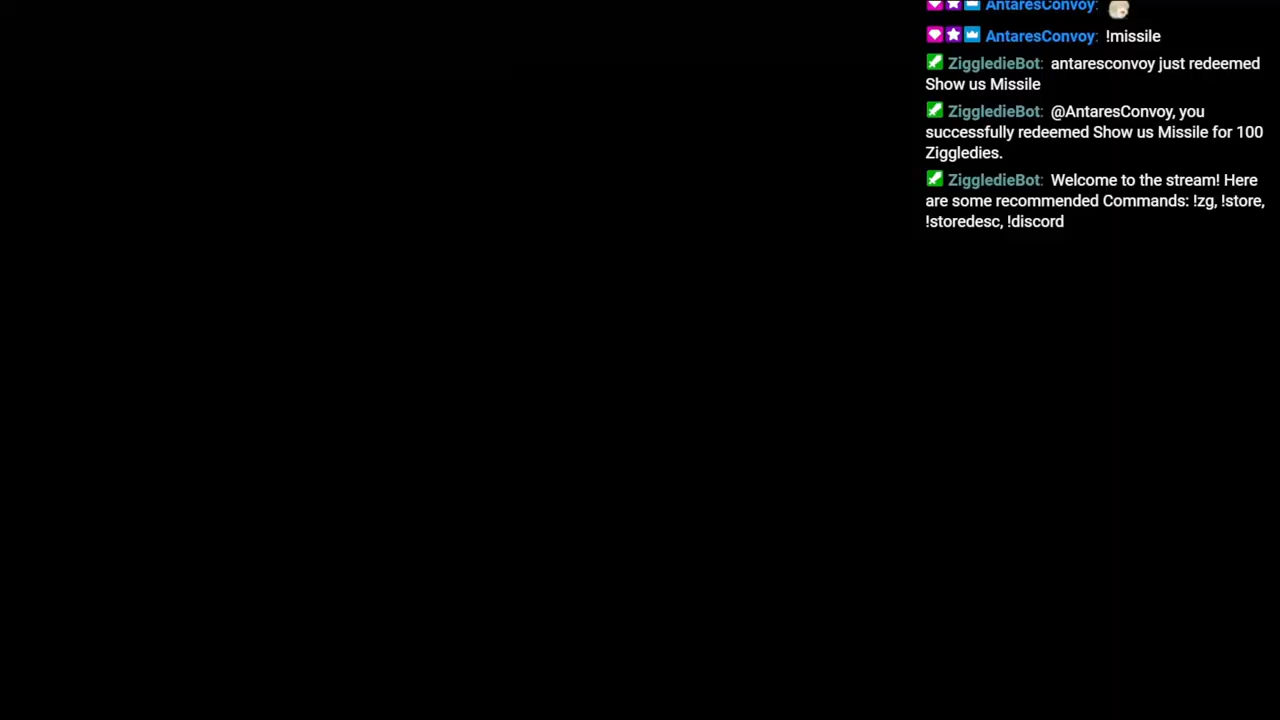 AntaresConvoy:
AntaresConvoy: !missile
ZiggledieBot: antaresconvoy just redeemed
Show us Missile
ZiggledieBot: @AntaresConvoy, you
successfully redeemed Show us Missile for 100
Ziggledies.
ZiggledieBot: Welcome to the stream! Here
are some recommended Commands: !zg, !store,
!storedesc, !discord